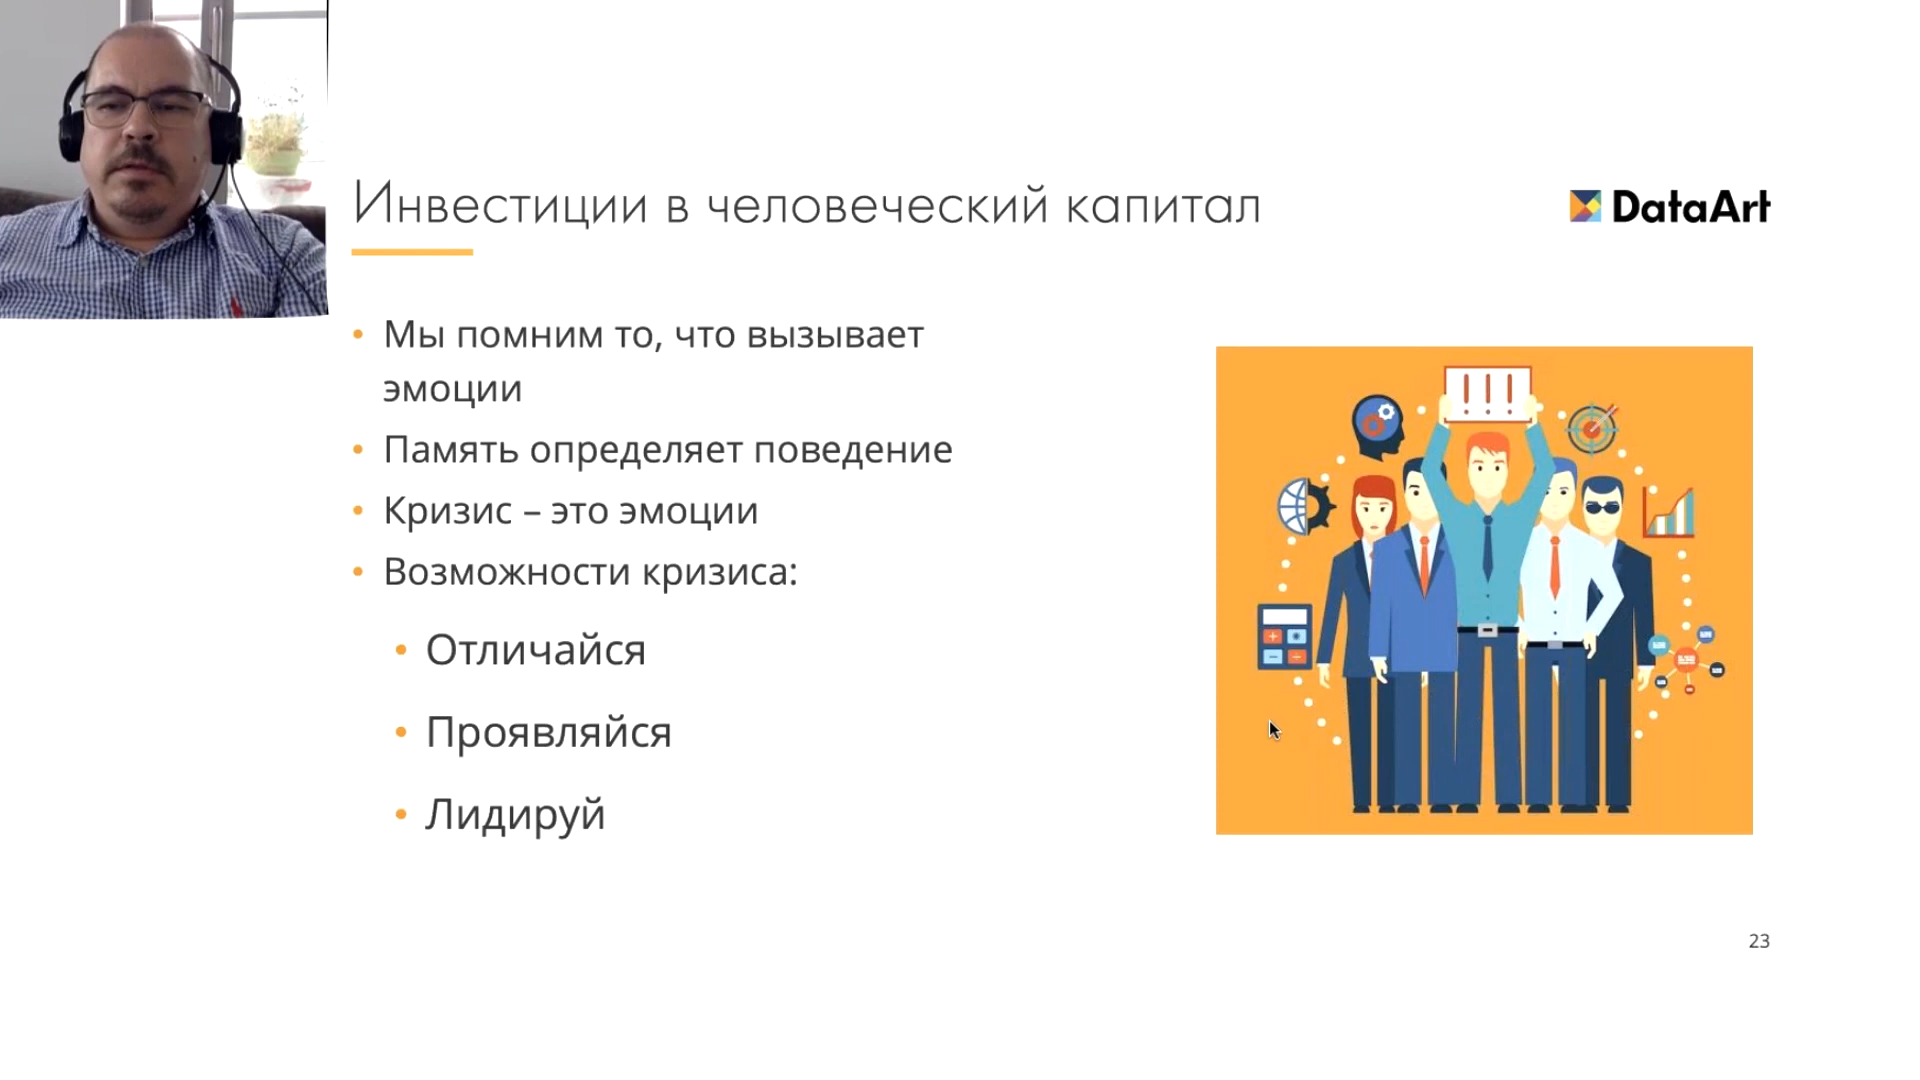 Инвестиции в человеческий капитал
DataArt
• Мы помним то, что вызывает
эмоции
• Память определяет поведение
• Кризис – это эмоции
• Возможности кризиса:
• Отличайся
• Проявляйся
• Лидируй
! ! !
23